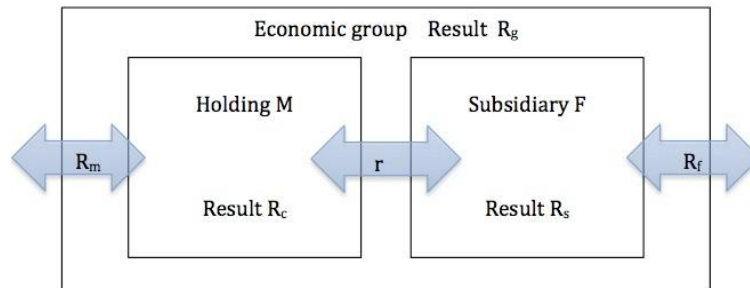 Economic group Result Rg
Holding M
Subsidiary F
Rm
r
Rf
Result Rc
Result Rs